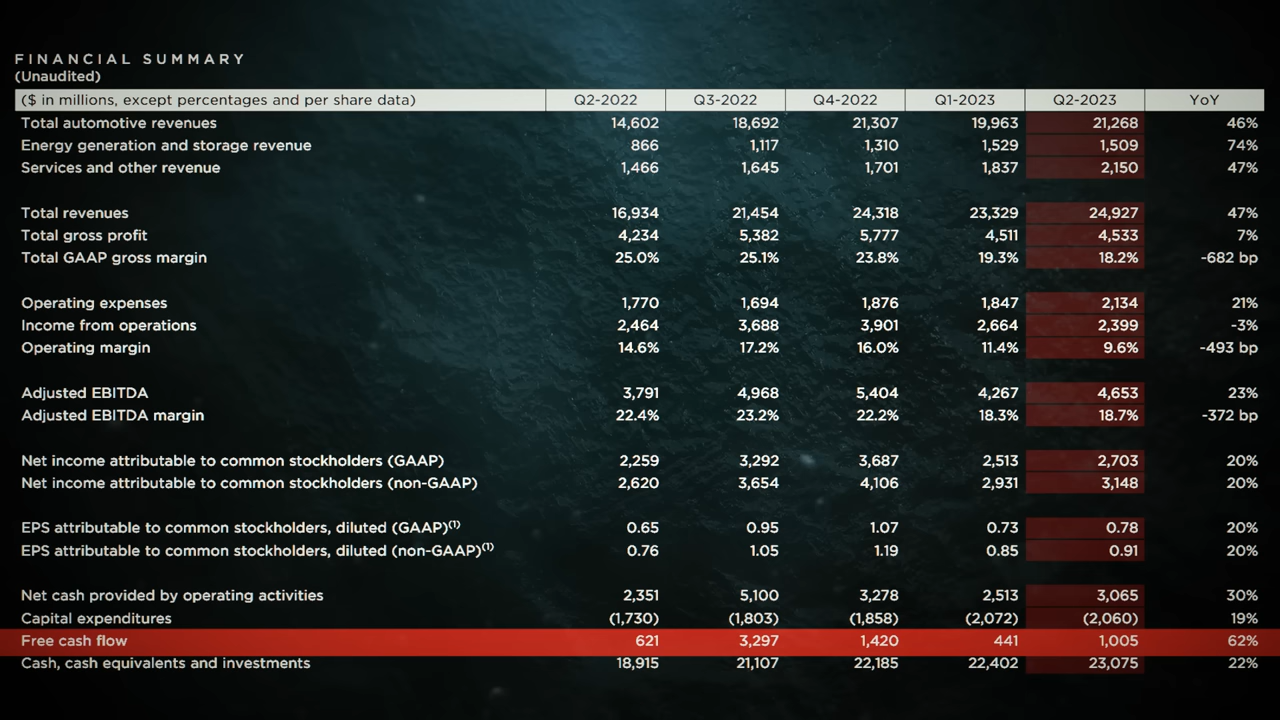 FINANCIAL SUMMARY
(Unaudited)
($ in millions, except percentages and per share data) Q2-2022 Q3-2022 Q4-2022 Q1-2023 Q2-2023 YoY
Total automotive revenues 14,602 18,692 21,307 19,963 21,268 46%
Energy generation and storage revenue 866 1,117 1,310 1,529 1,509 74%
Services and other revenue 1,466 1,645 1,701 1,837 2,150 47%
Total revenues 16,934 21,454 24,318 23,329 24,927 47%
Total gross profit 4,234 5,382 5,777 4,511 4,533 7%
Total GAAP gross margin 25.0% 25.1% 23.8% 19.3% 18.2% -682 bp
Operating expenses 1,770 1,694 1,876 1,847 2,134 21%
Income from operations 2,464 3,688 3,901 2,664 2,399 -3%
Operating margin 14.6% 17.2% 16.0% 11.4% 9.6% -493 bp
Adjusted EBITDA 3,791 4,968 5,404 4,267 4,653 23%
Adjusted EBITDA margin 22.4% 23.2% 22.2% 18.3% 18.7% -372 bp
Net income attributable to common stockholders (GAAP) 2,259 3,292 3,687 2,513 2,703 20%
Net income attributable to common stockholders (non-GAAP) 2,620 3,654 4,106 2,931 3,148 20%
EPS attributable to common stockholders, diluted (GAAP)(1) 0.65 0.95 1.07 0.73 0.78 20%
EPS attributable to common stockholders, diluted (non-GAAP)(1) 0.76 1.05 1.19 0.85 0.91 20%
Net cash provided by operating activities 2,351 5,100 3,278 2,513 3,065 30%
Capital expenditures (1,730) (1,803) (1,858) (2,072) (2,060) 19%
Free cash flow 621 3,297 1,420 441 1,005 62%
Cash, cash equivalents and investments 18,915 21,107 22,185 22,402 23,075 22%